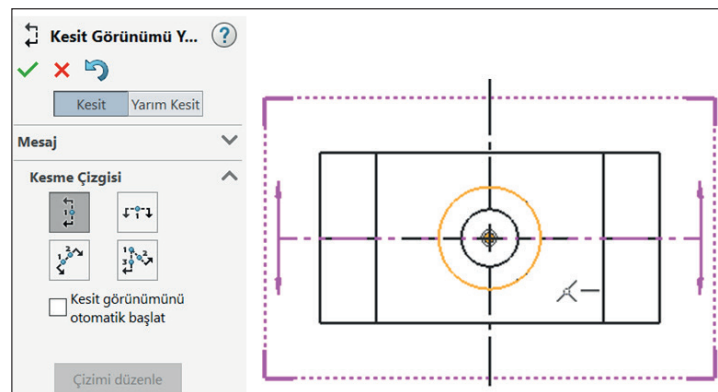 Kesit Görünümü Y... ?
Kesit Yarım Kesit
Mesaj
Kesme Çizgisi
Kesit görünümünü
otomatik başlat
Çizimi düzenle